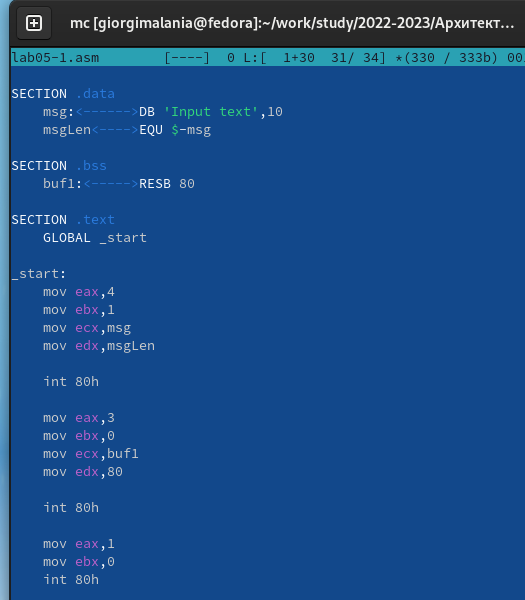 mc [giorgimalania@fedora]:~/work/study/2022-2023/Архитект...
lab05-1.asm [----] 0 L:[ 1+30 31/ 34] *(330 / 333b) 00
SECTION .data
msg:<------>DB 'Input text',10
msgLen<---->EQU $-msg
SECTION .bss
buf1:<----->RESB 80
SECTION .text
GLOBAL _start
_start:
mov eax,4
mov ebx,1
mov ecx,msg
mov edx,msgLen
int 80h
mov eax,3
mov ebx,0
mov ecx,buf1
mov edx,80
int 80h
mov eax,1
mov ebx,0
int 80h